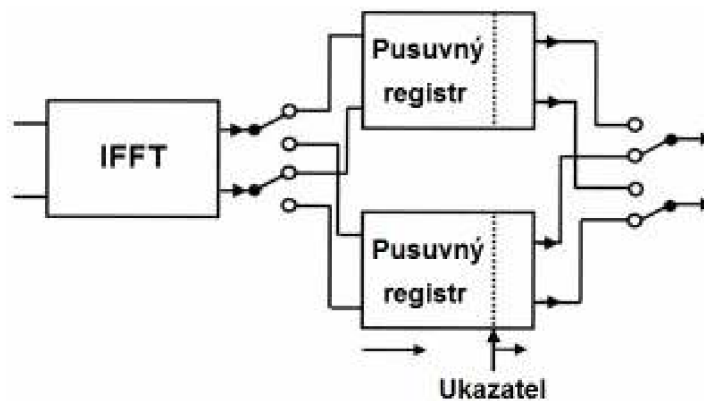 Pusuvný
registr
IFFT
Pusuvný
registr
Ukazatel